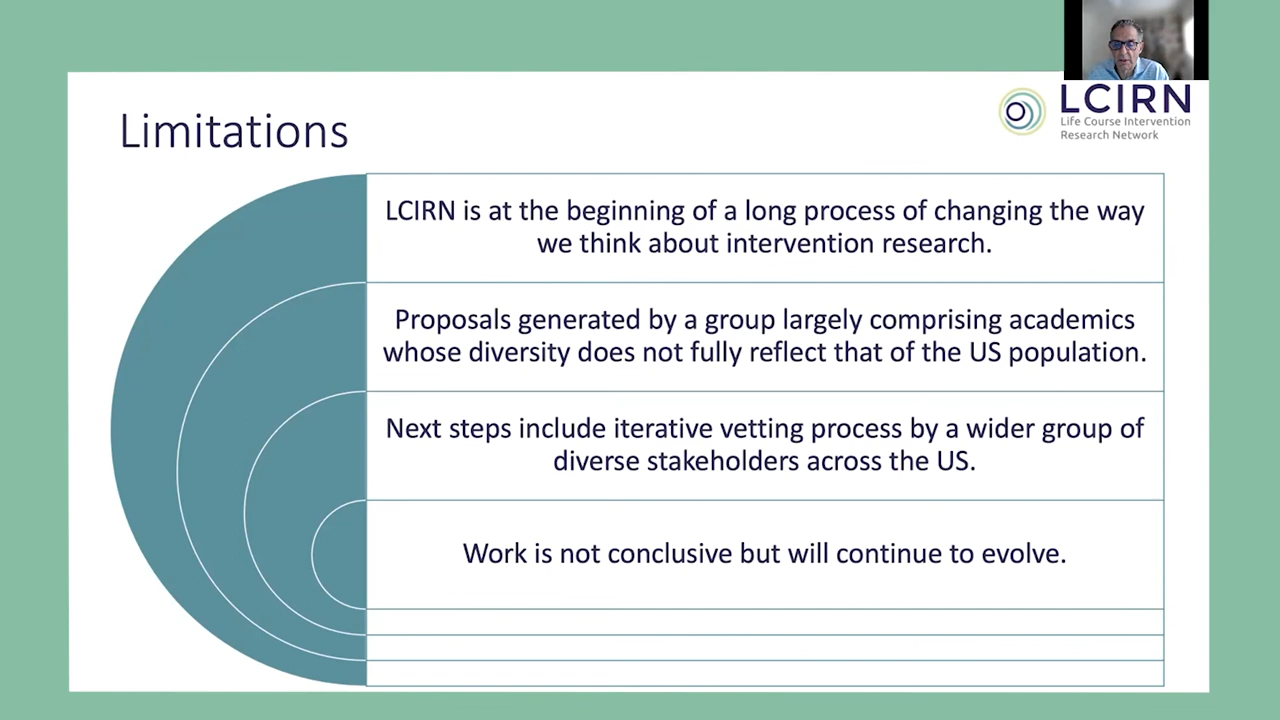 LCIRN
Life Course Intervention
Research Network
Limitations
LCIRN is at the beginning of a long process of changing the way
we think about intervention research.
Proposals generated by a group largely comprising academics
whose diversity does not fully reflect that of the US population.
Next steps include iterative vetting process by a wider group of
diverse stakeholders across the US.
Work is not conclusive but will continue to evolve.